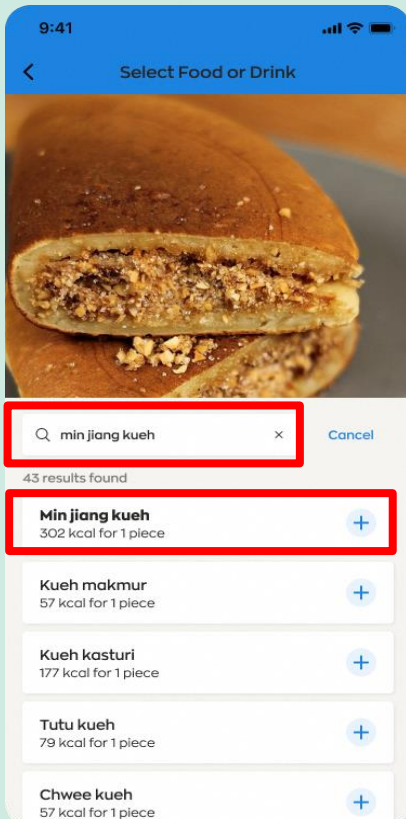 9:41
Select Food or Drink
min jiang kueh × Cancel
43 results found
Min jiang kueh
302 kcal for 1 piece
Kueh makmur
57 kcal for 1 piece
Kueh kasturi
177 kcal for 1 piece
Tutu kueh
79 kcal for 1 piece
Chwee kueh
57 kcal for 1 piece